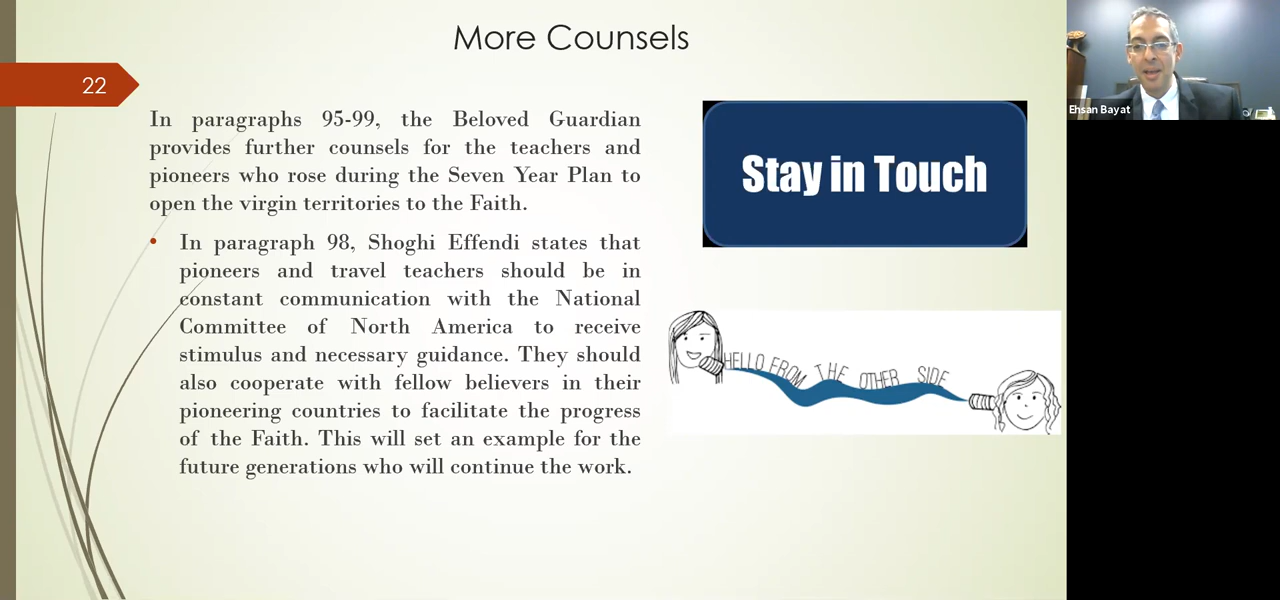 More Counsels
22
In paragraphs 95-99, the Beloved Guardian
provides further counsels for the teachers and
pioneers who rose during the Seven Year Plan to
open the virgin territories to the Faith.
• In paragraph 98, Shoghi Effendi states that
pioneers and travel teachers should be in
constant communication with the National
Committee of North America to receive
stimulus and necessary guidance. They should
also cooperate with fellow believers in their
pioneering countries to facilitate the progress
of the Faith. This will set an example for the
future generations who will continue the work.
Stay in Touch
HELLO FROM THE OTHER SIDE
Ehsan Bayat